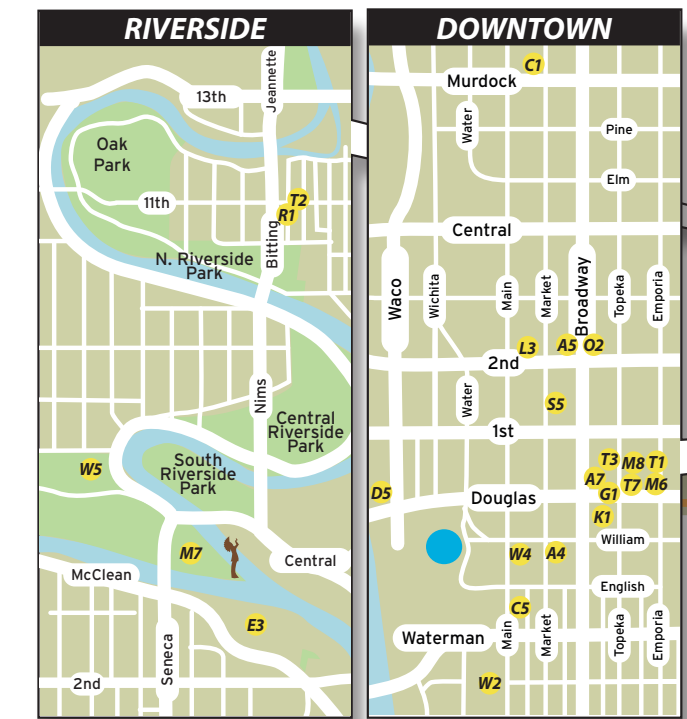 RIVERSIDE
Jeannette
13th
Oak
Park
11th
T2
R1
Bitting
N. Riverside
Park
Nims
Central
Riverside
Park
South
Riverside
Park
W5
M7
Central
McClean
E3
Seneca
2nd
DOWNTOWN
C1
Murdock
Water
Pine
Elm
Central
Waco
Wichita
Main
Market
Broadway
Topeka
Emporia
L3
A5
O2
2nd
Water
S5
1st
T3
M8
T1
A7
T7
M6
D5
Douglas
G1
K1
William
W4
A4
English
C5
Waterman
Main
Market
Topeka
Emporia
W2